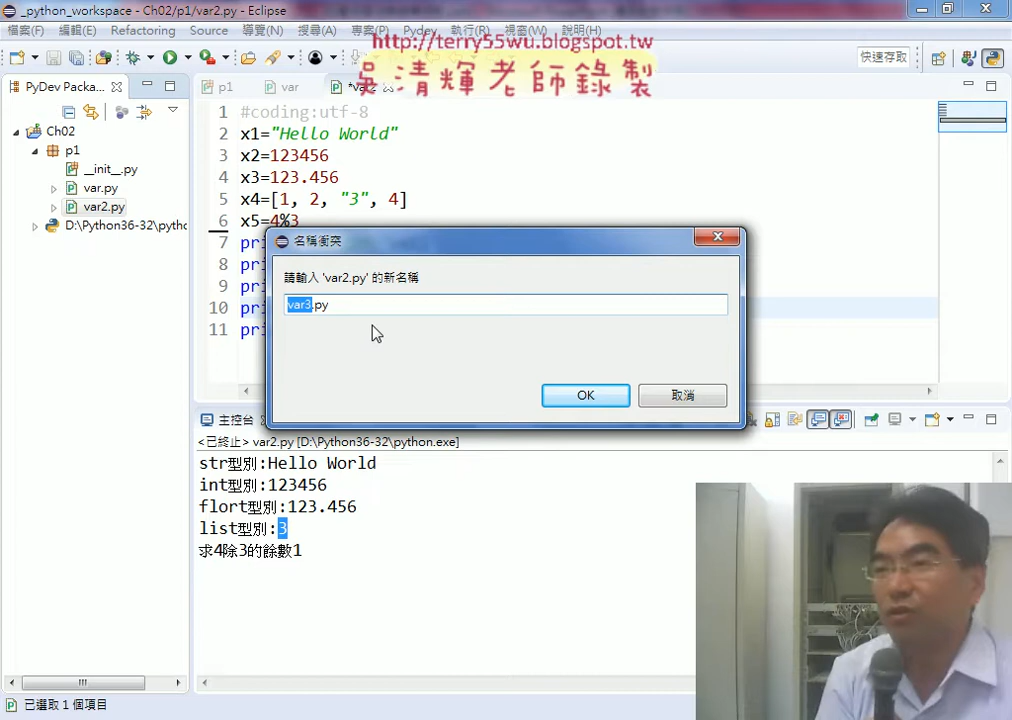 _python_workspace - Ch02/p1/var2.py - Eclipse
檔案(F) 編輯(E) Refactoring Source 導覽(N) 搜尋(A) 專案(P) Pydev 執行(R) 視窗(W) 說明(H)
http://terry55wu.blogspot.tw
吳清輝老師錄製
快速存取
PyDev Packa...
p1
var
*var2
Ch02
p1
__init__.py
var.py
var2.py
D:\Python36-32\pytho
1 #coding:utf-8
2 x1="Hello World"
3 x2=123456
4 x3=123.456
5 x4=[1, 2, "3", 4]
6 x5=4%3
7 pri
8 pri
9 pri
10 pri
11 pri
名稱衝突
請輸入 'var2.py' 的新名稱
var3.py
OK
取消
主控台
<已終止> var2.py [D:\Python36-32\python.exe]
str型別:Hello World
int型別:123456
flort型別:123.456
list型別:3
求4除3的餘數1
已選取 1 個項目